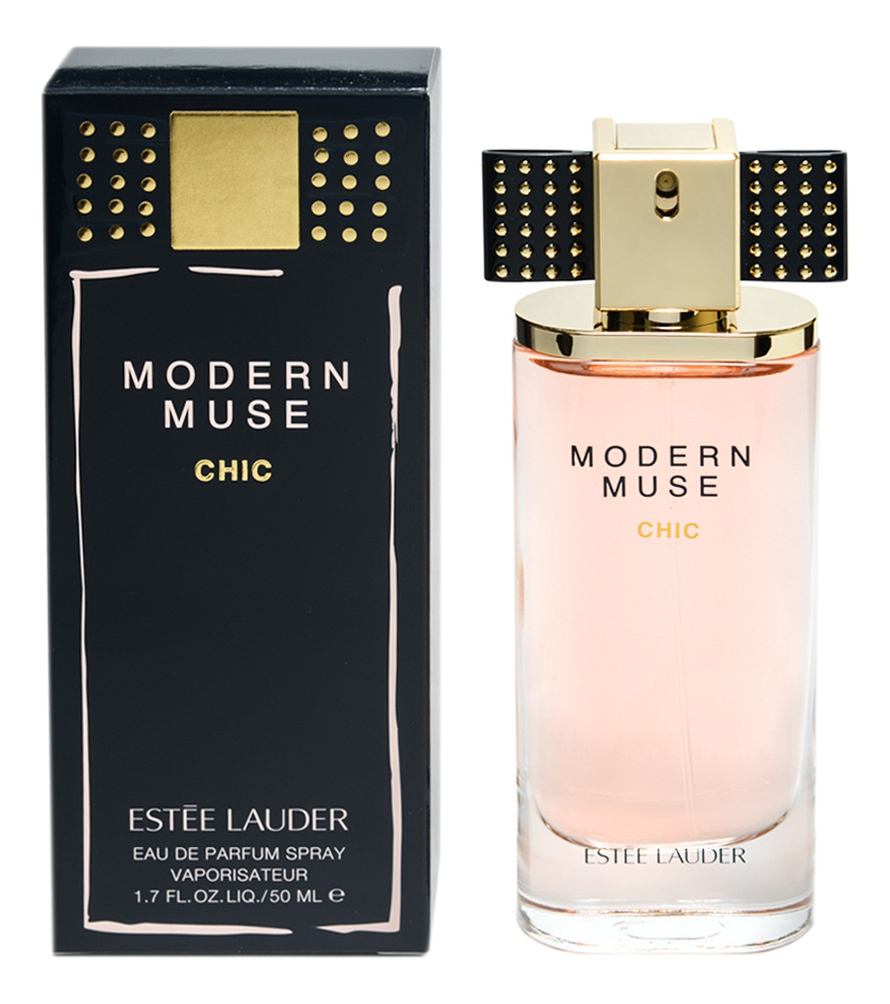 MODERN
MUSE
CHIC
ESTĒE LAUDER
EAU DE PARFUM SPRAY
VAPORISATEUR
1.7 FL.OZ.LIQ./50 ML ℮
MODERN
MUSE
CHIC
ESTĒE LAUDER